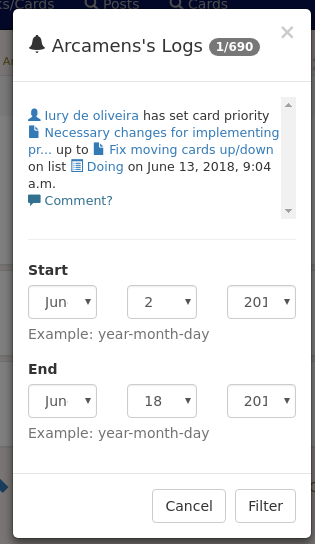 s/Cards Posts Cards
Arcamens's Logs 1/690 ×
Iury de oliveira has set card priority
Necessary changes for implementing
pr... up to Fix moving cards up/down
on list Doing on June 13, 2018, 9:04
a.m.
Comment?
Start
Jun 2 201
Example: year-month-day
End
Jun 18 201
Example: year-month-day
Cancel Filter